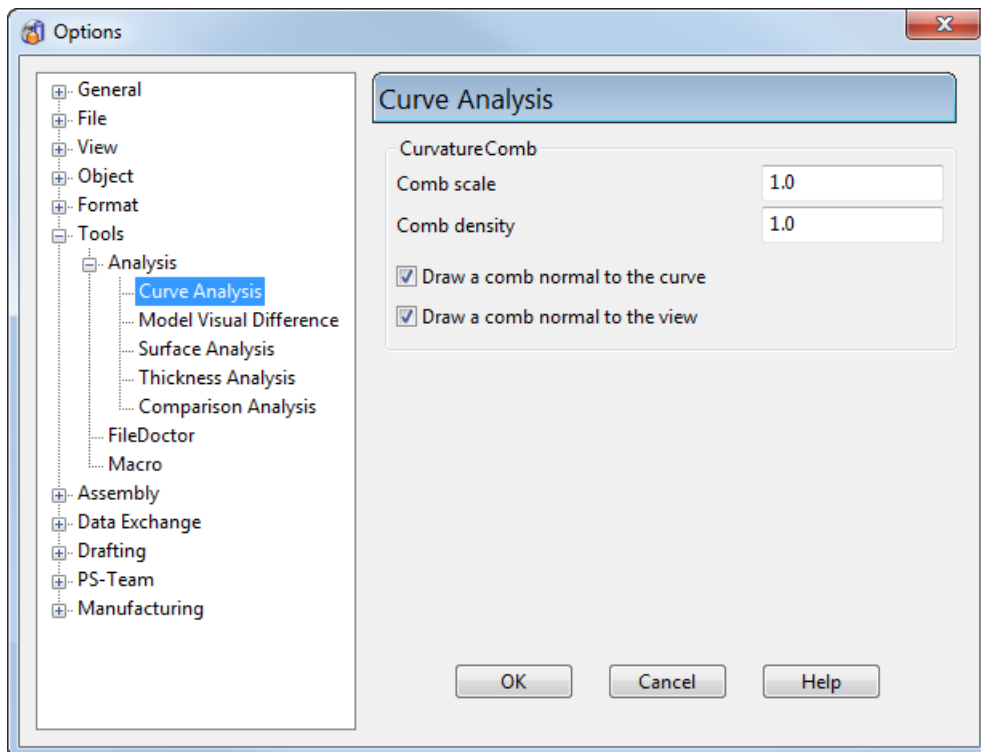 Options
General
File
View
Object
Format
Tools
Analysis
Curve Analysis
Model Visual Difference
Surface Analysis
Thickness Analysis
Comparison Analysis
FileDoctor
Macro
Assembly
Data Exchange
Drafting
PS-Team
Manufacturing
Curve Analysis
CurvatureComb
Comb scale 1.0
Comb density 1.0
Draw a comb normal to the curve
Draw a comb normal to the view
OK Cancel Help